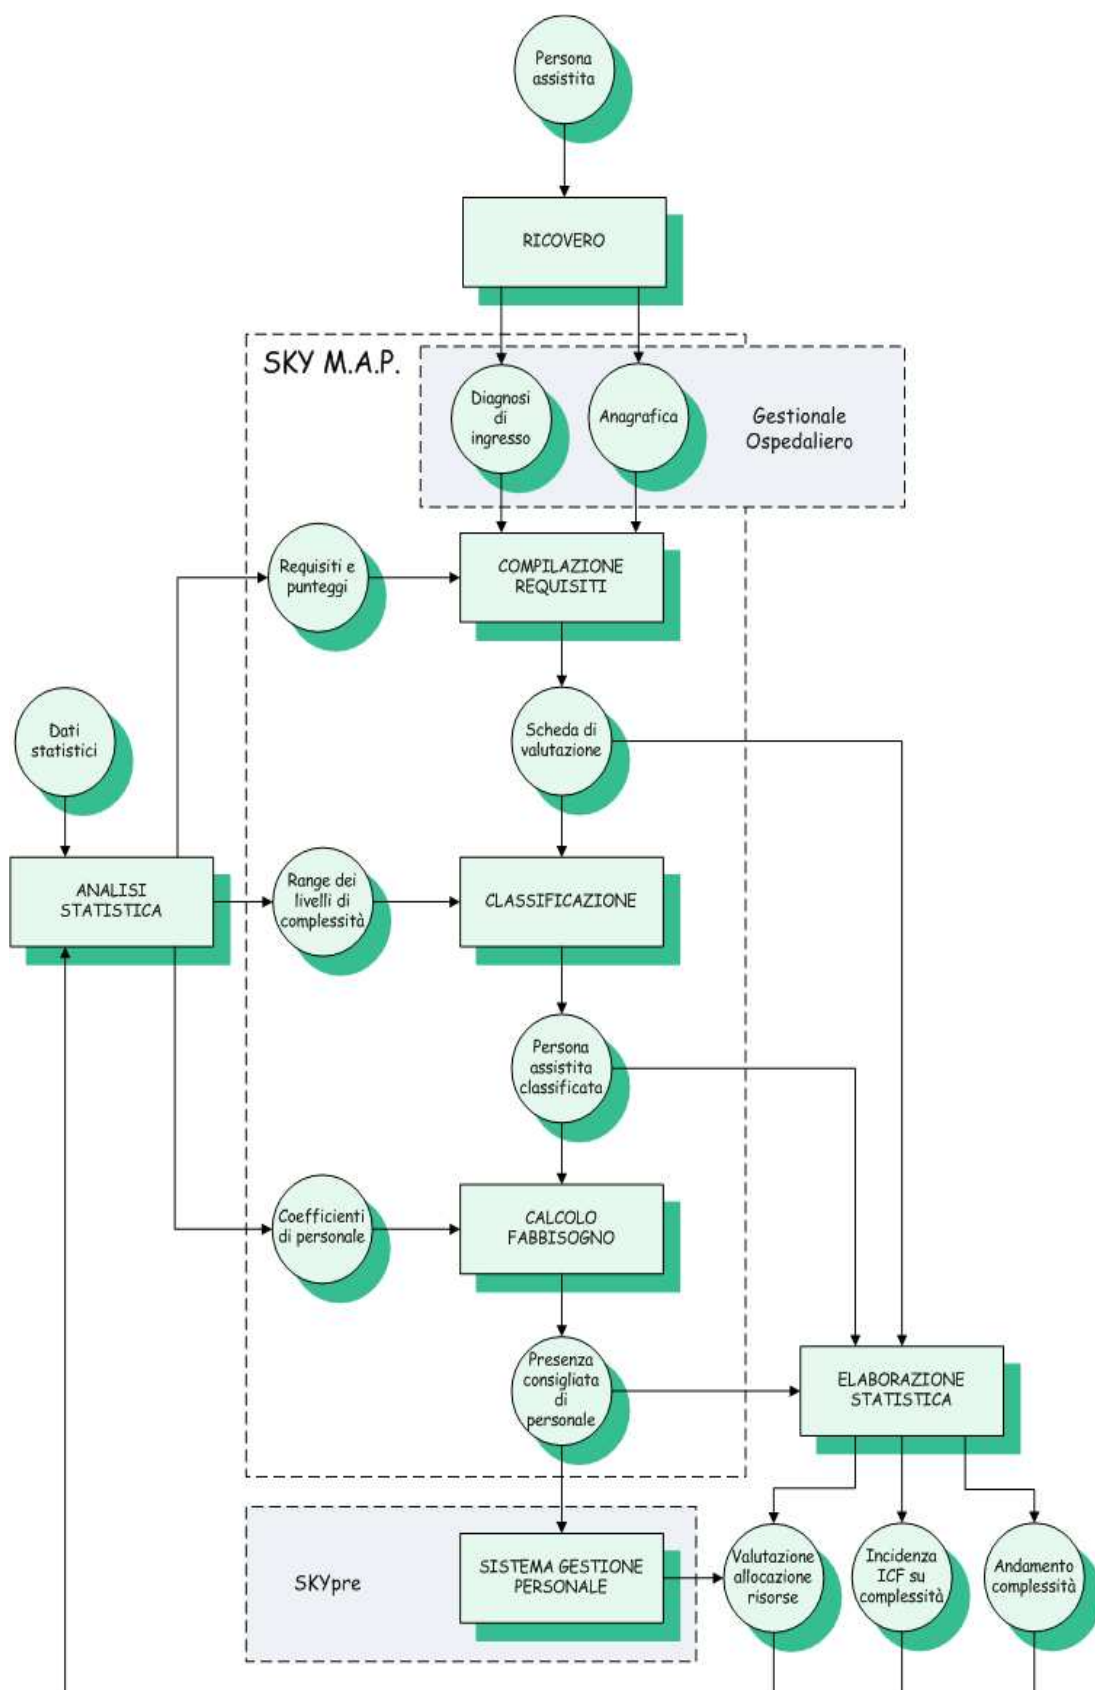 Persona
assistita
RICOVERO
SKY M.A.P.
Diagnosi
di
ingresso
Anagrafica
Gestionale
Ospedaliero
Requisiti e
punteggi
COMPILAZIONE
REQUISITI
Dati
statistici
Scheda di
valutazione
ANALISI
STATISTICA
Range dei
livelli di
complessità
CLASSIFICAZIONE
Persona
assistita
classificata
Coefficienti
di personale
CALCOLO
FABBISOGNO
Presenza
consigliata
di
personale
ELABORAZIONE
STATISTICA
SKYpre
SISTEMA GESTIONE
PERSONALE
Valutazione
allocazione
risorse
Incidenza
ICF su
complessità
Andamento
complessità